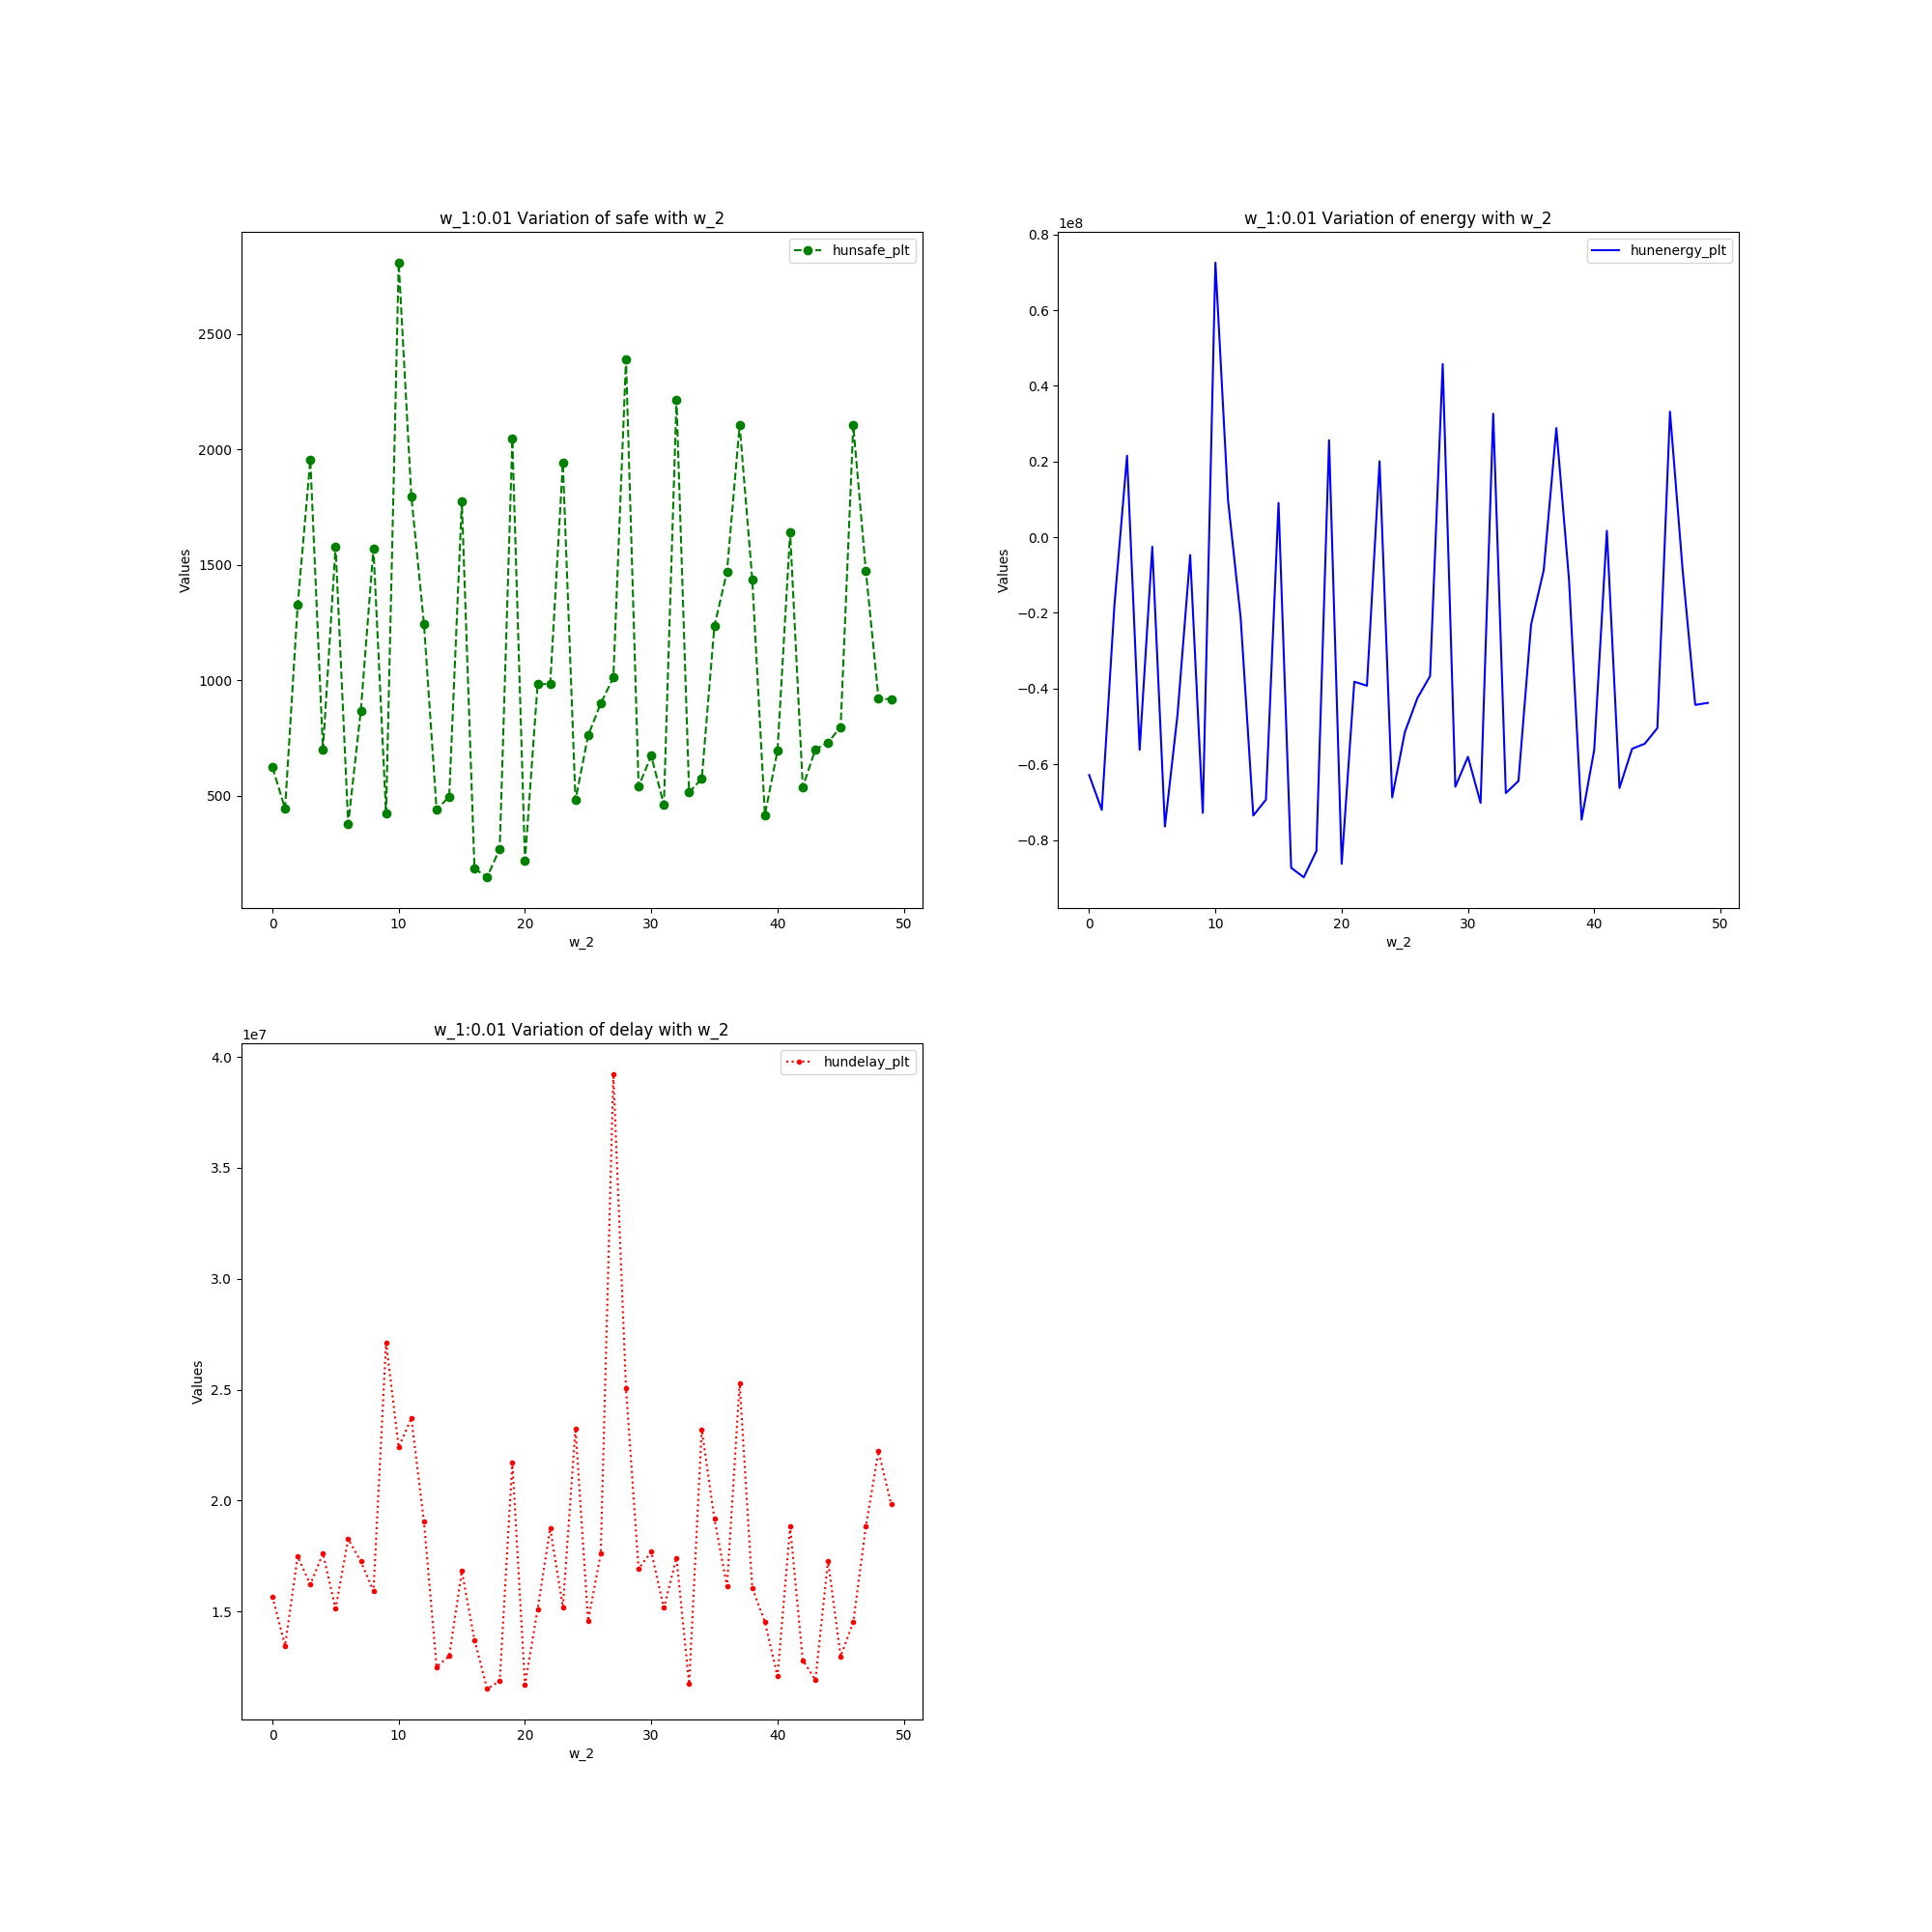 w_1:0.01 Variation of safe with w_2
hunsafe_plt
Values
2500
2000
1500
1000
500
0 10 20 30 40 50
w_2
w_1:0.01 Variation of energy with w_2
1e8
hunenergy_plt
Values
0.8
0.6
0.4
0.2
0.0
−0.2
−0.4
−0.6
−0.8
0 10 20 30 40 50
w_2
w_1:0.01 Variation of delay with w_2
1e7
hundelay_plt
Values
4.0
3.5
3.0
2.5
2.0
1.5
0 10 20 30 40 50
w_2